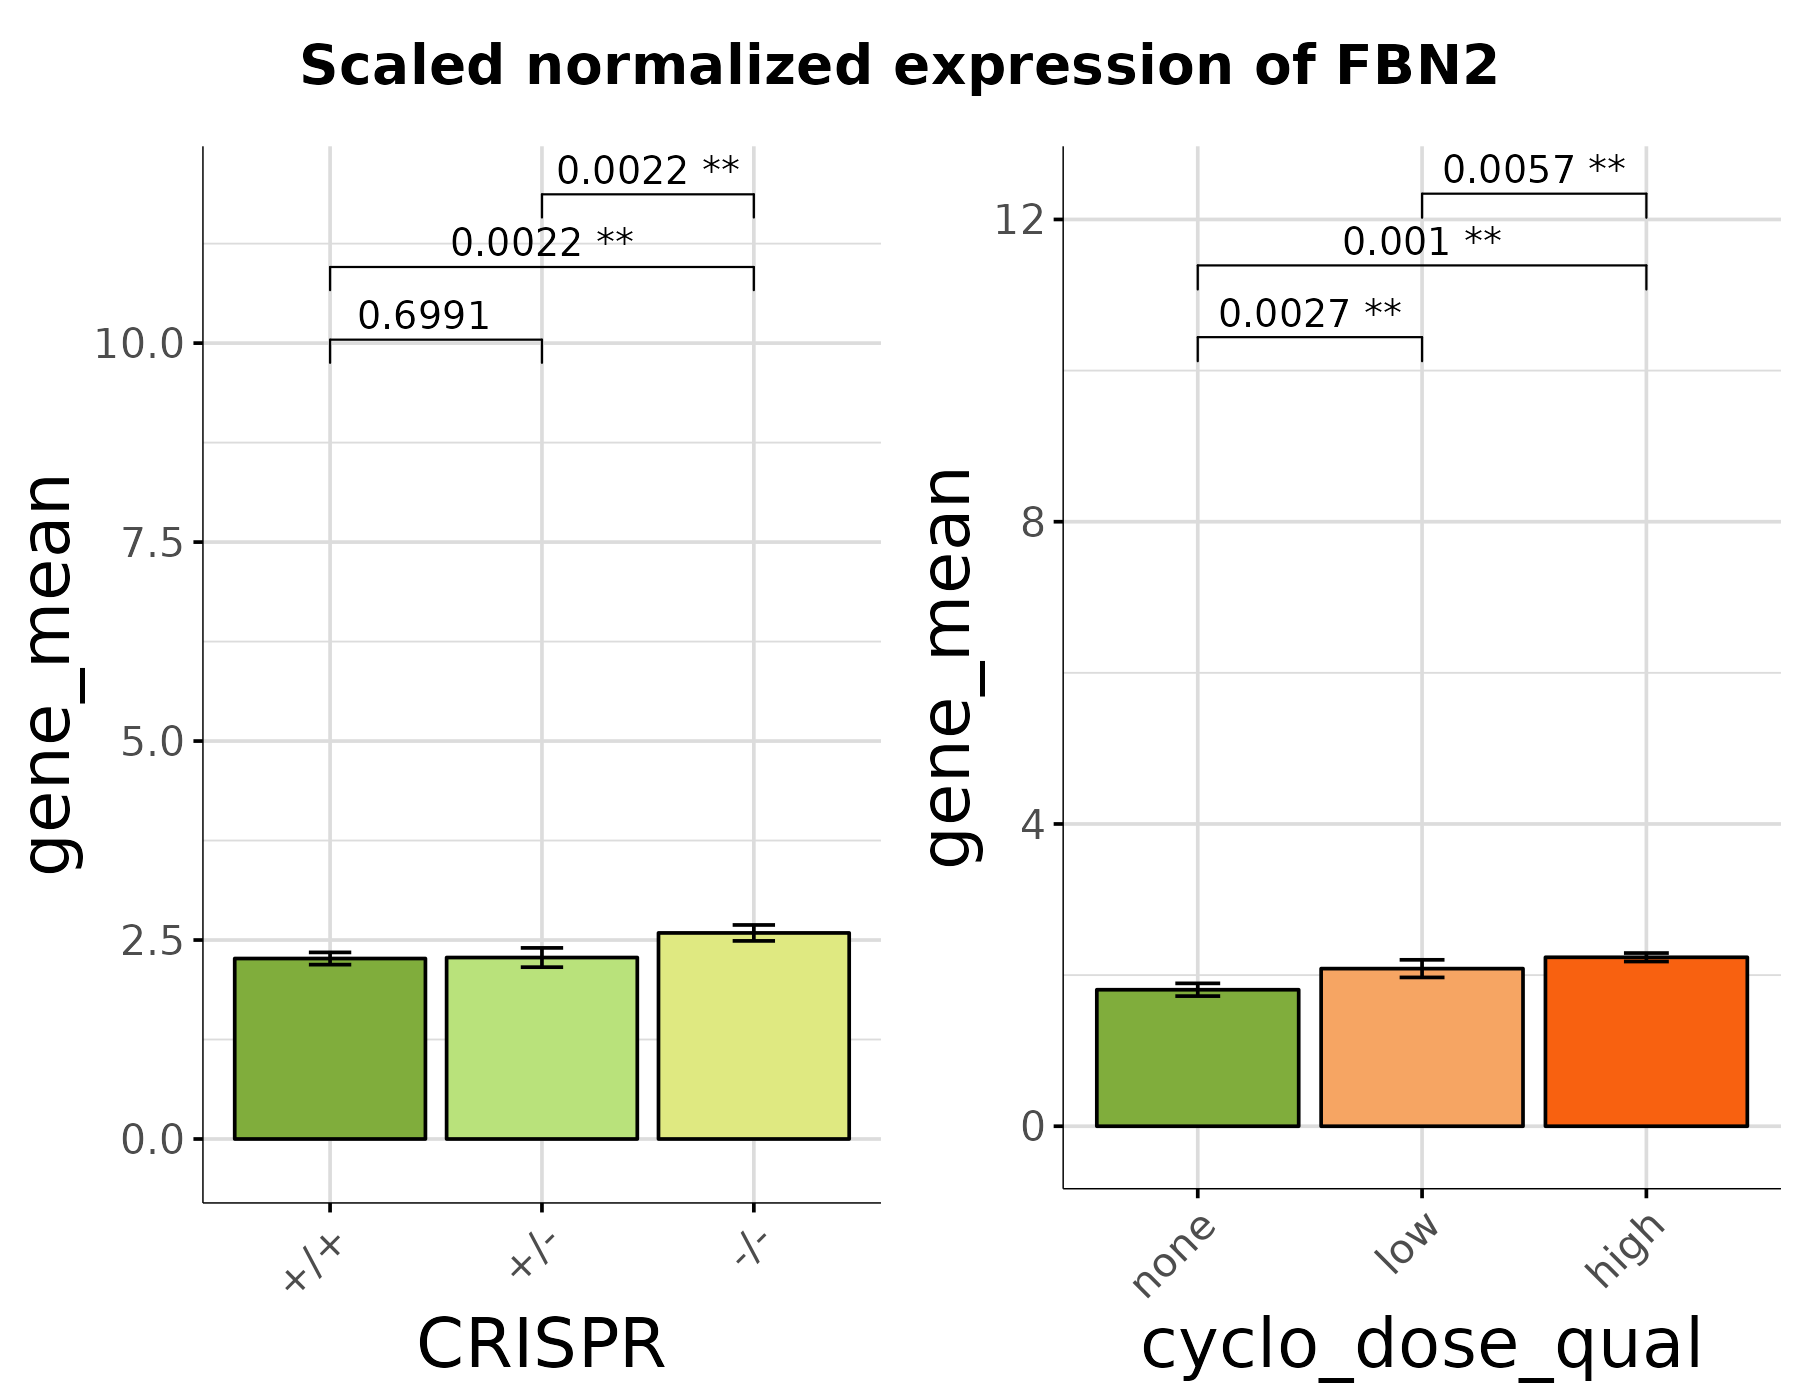 Scaled normalized expression of FBN2
gene_mean
0.0022 **
0.0022 **
0.6991
10.0
7.5
5.0
2.5
0.0
+/+
+/-
-/-
CRISPR
gene_mean
0.0057 **
0.001 **
0.0027 **
12
8
4
0
none
low
high
cyclo_dose_qual